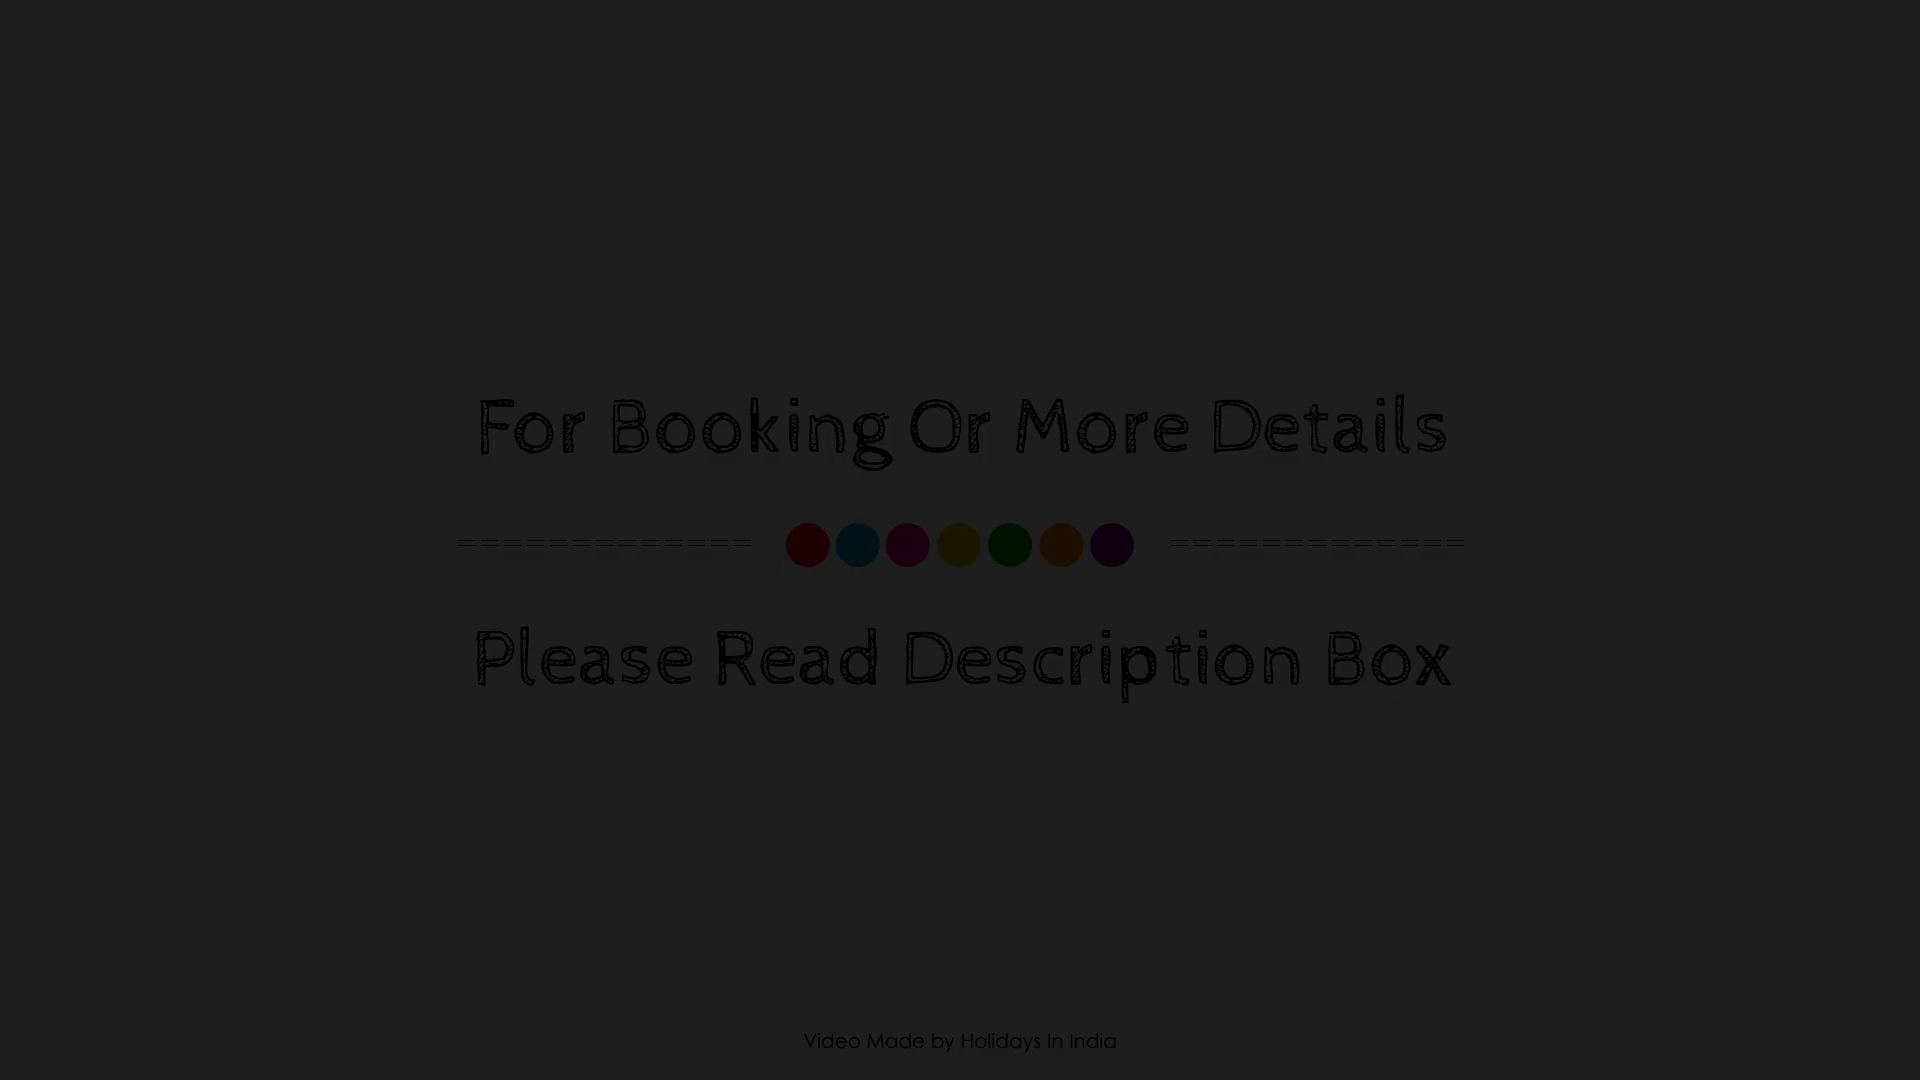 For Booking Or More Details
============= =============
Please Read Description Box
Video Made by Holidays In India